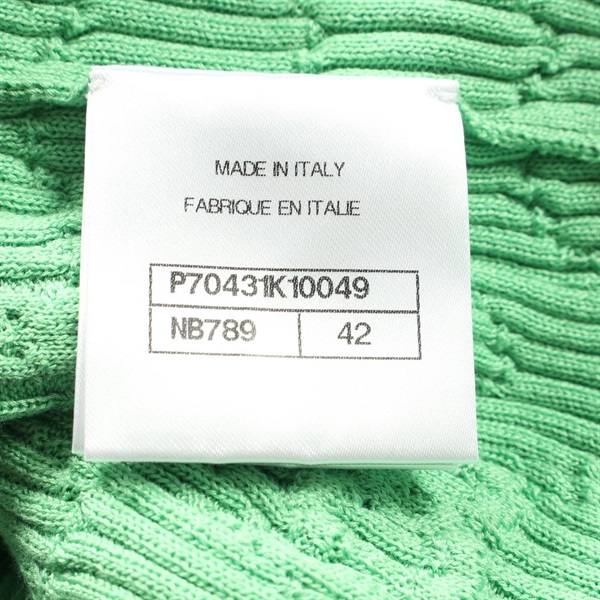 MADE IN ITALY
FABRIQUE EN ITALIE
P70431K10049
NB789 42